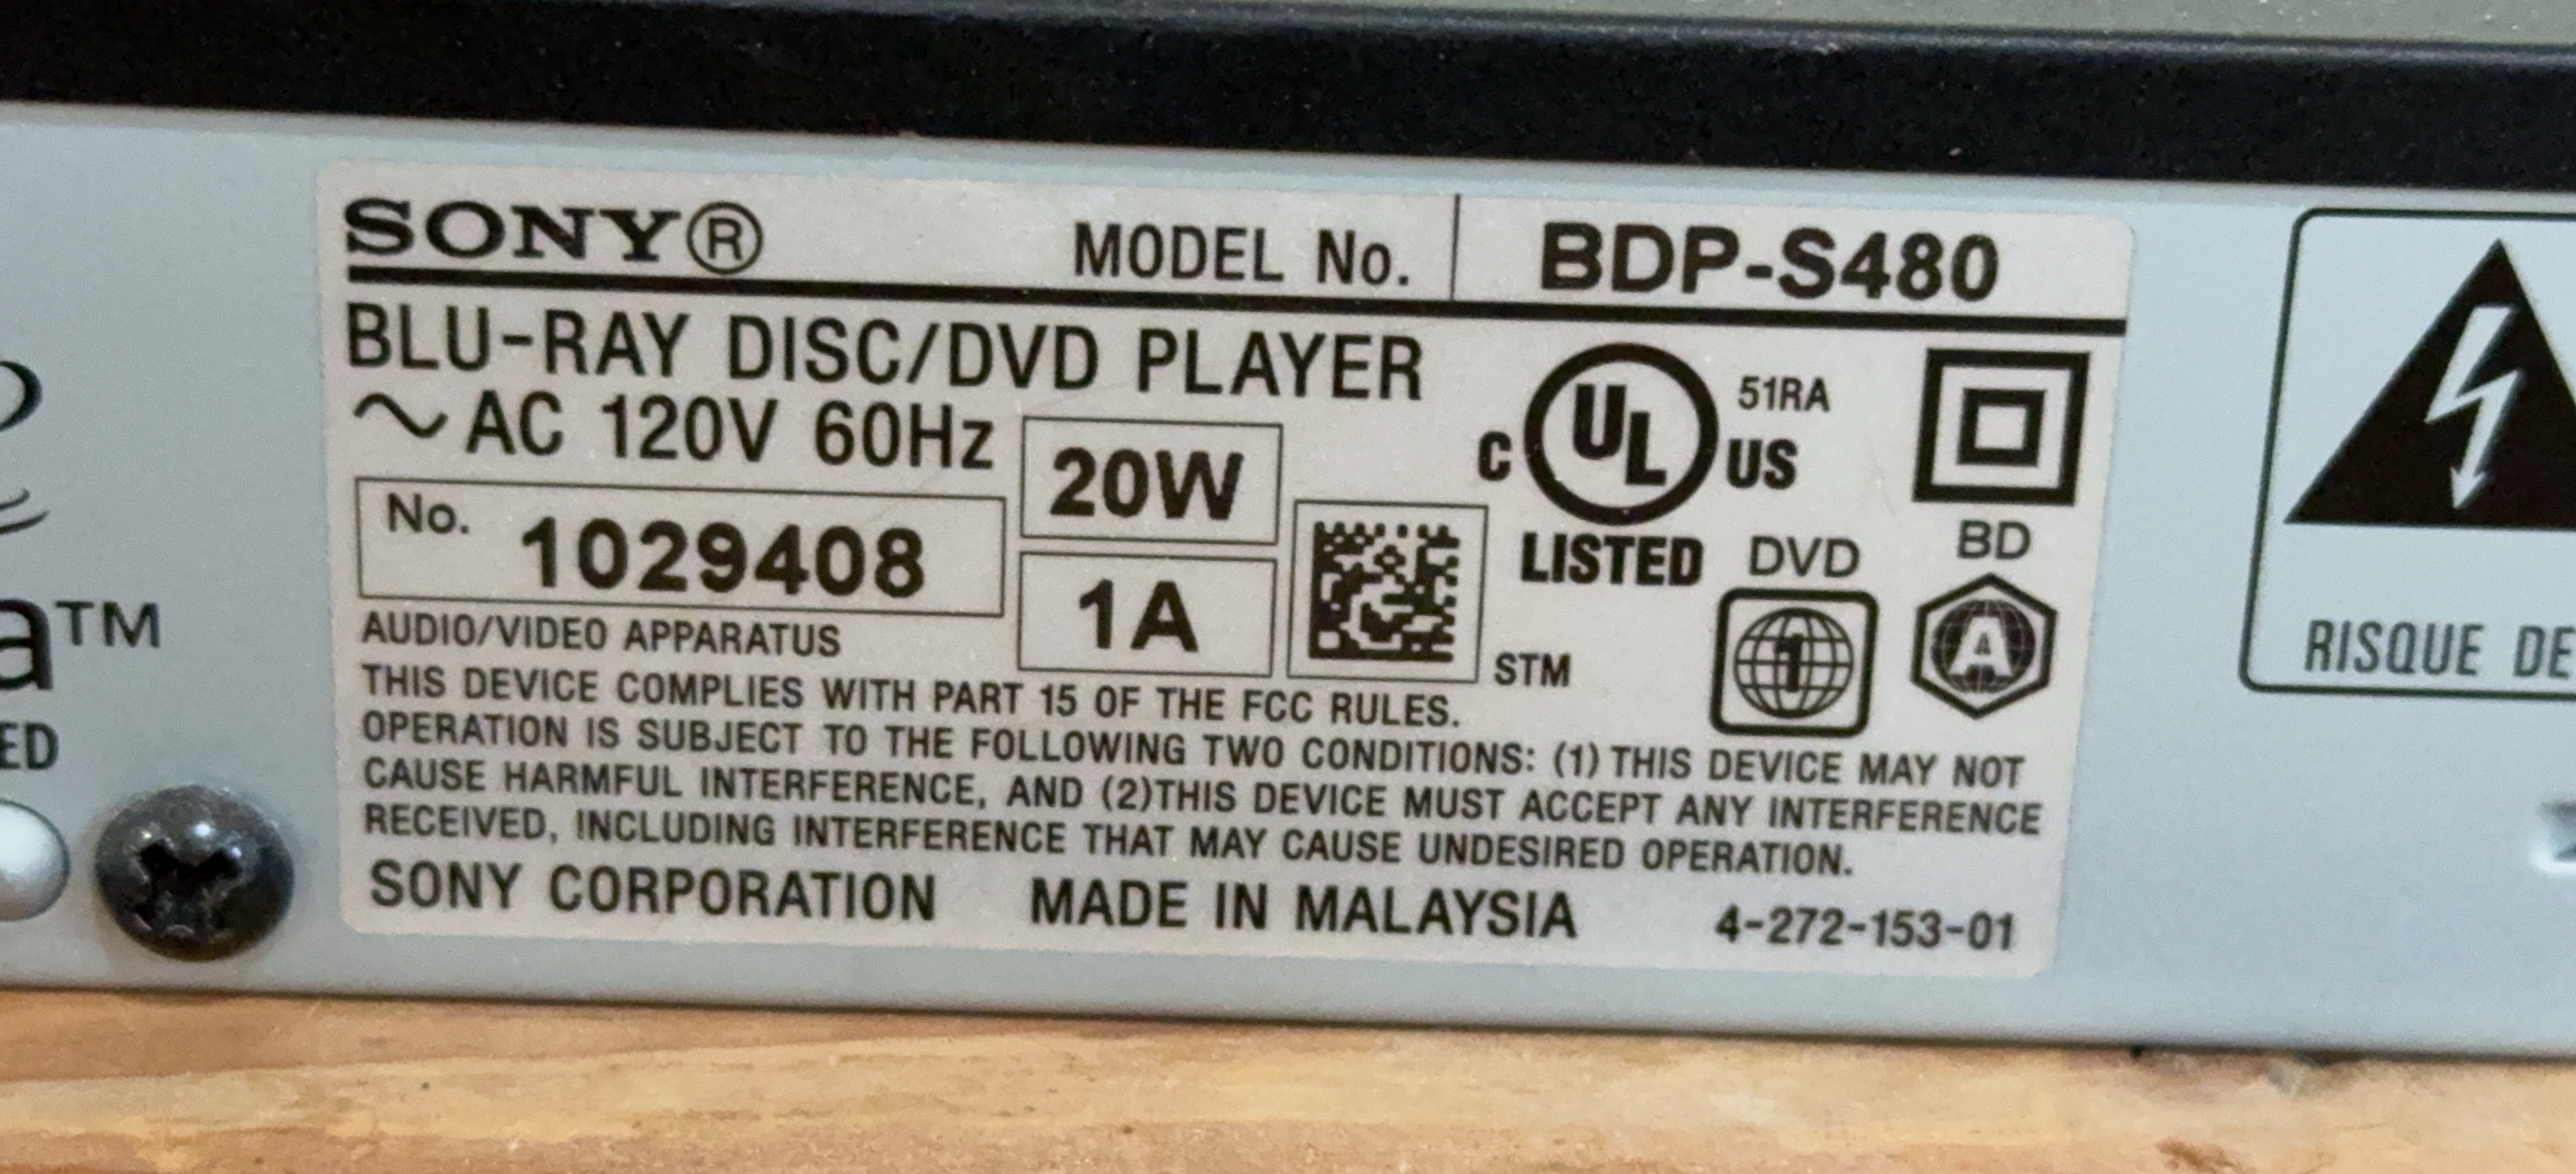 SONY® MODEL No. BDP-S480
BLU-RAY DISC/DVD PLAYER
~ AC 120V 60Hz 20W
No. 1029408
1A
C UL US 51RA
LISTED
DVD
1
BD
A
STM
AUDIO/VIDEO APPARATUS
THIS DEVICE COMPLIES WITH PART 15 OF THE FCC RULES.
OPERATION IS SUBJECT TO THE FOLLOWING TWO CONDITIONS: (1) THIS DEVICE MAY NOT
CAUSE HARMFUL INTERFERENCE, AND (2)THIS DEVICE MUST ACCEPT ANY INTERFERENCE
RECEIVED, INCLUDING INTERFERENCE THAT MAY CAUSE UNDESIRED OPERATION.
SONY CORPORATION MADE IN MALAYSIA 4-272-153-01
a™
ED
RISQUE DE